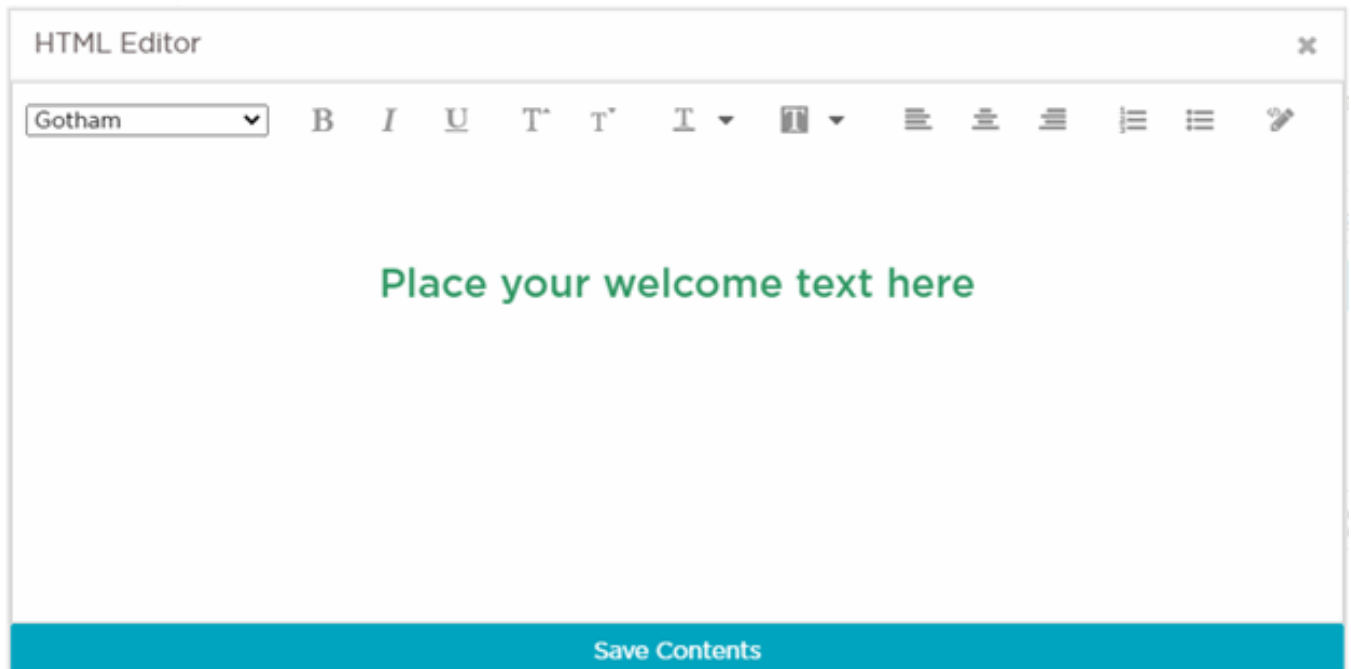 HTML Editor
Gotham
B I U T T T T
Place your welcome text here
Save Contents